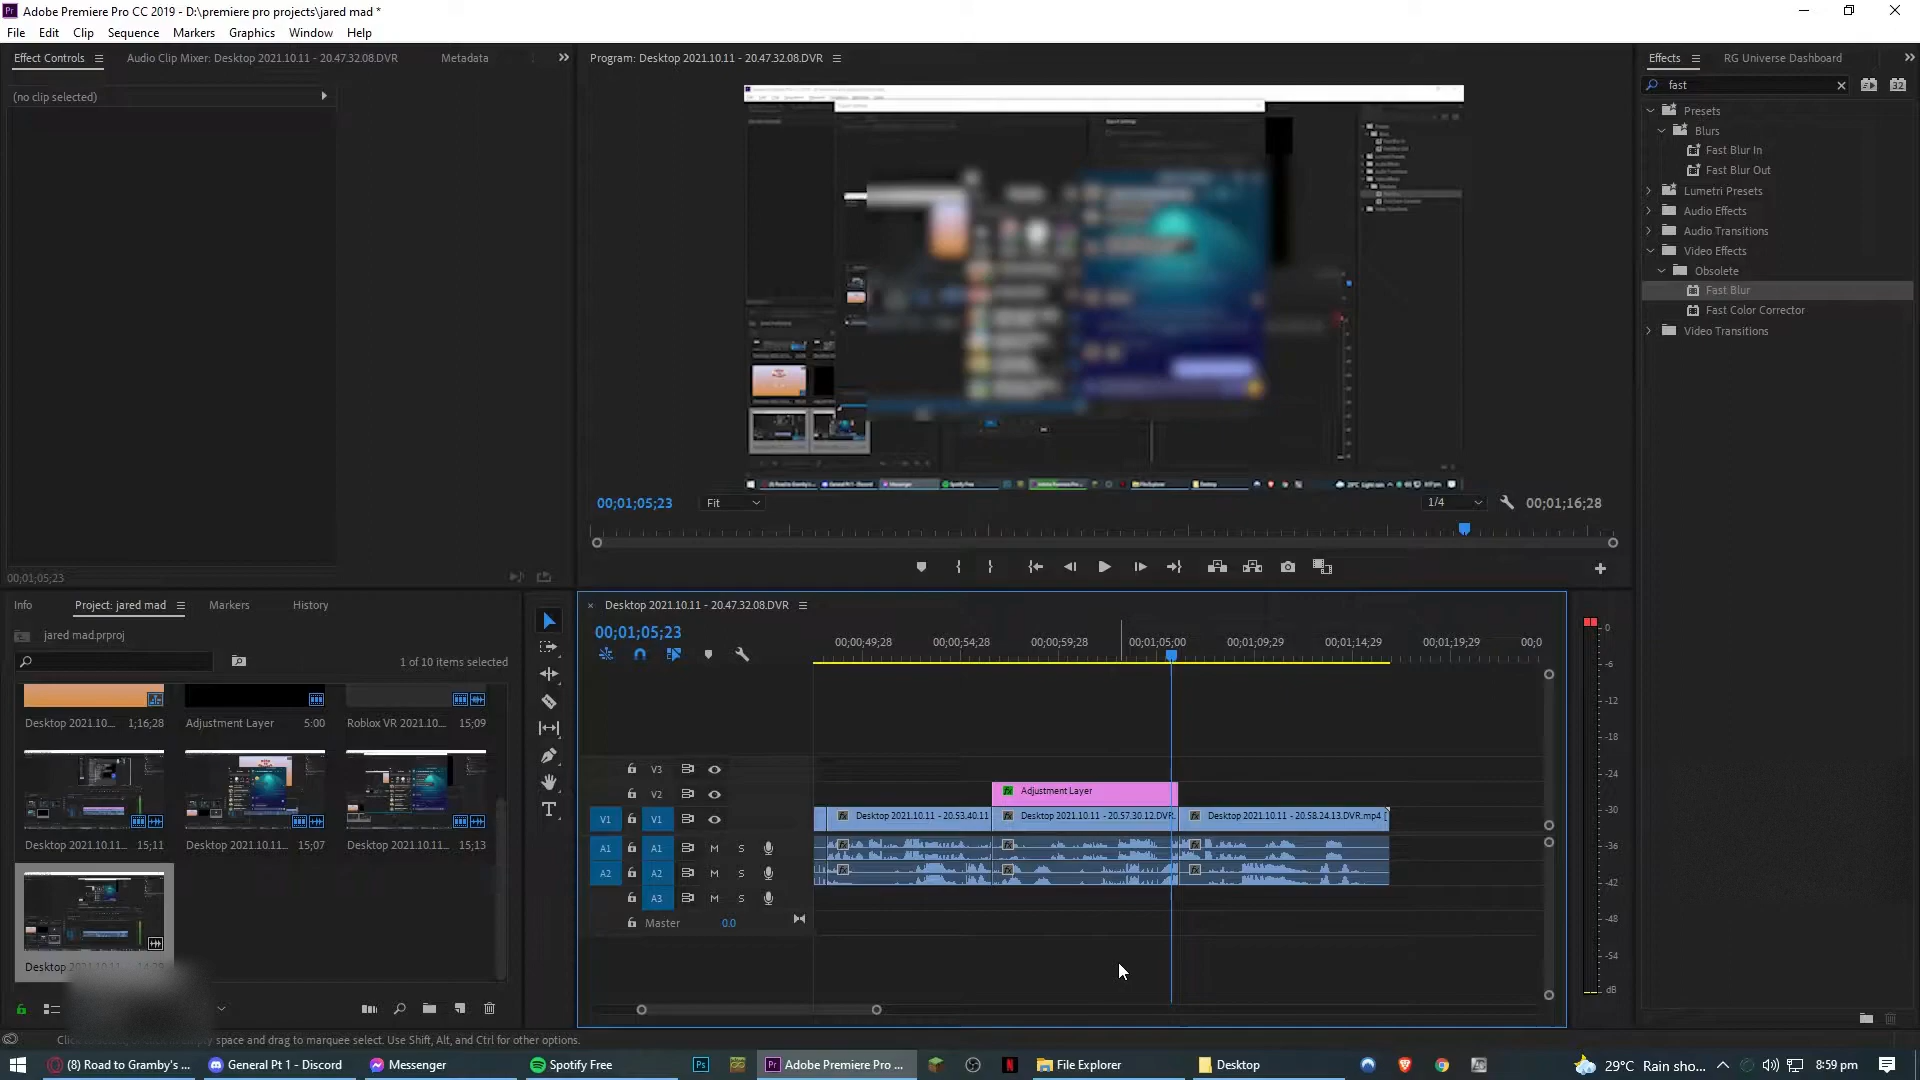 Adobe Premiere Pro CC 2019 - D:\premiere pro projects\jared mad *
File Edit Clip Sequence Markers Graphics Window Help
Effect Controls
Audio Clip Mixer: Desktop 2021.10.11 - 20.47.32.08.DVR
Metadata
Program: Desktop 2021.10.11 - 20.47.32.08.DVR
Effects
RG Universe Dashboard
(no clip selected)
fast
Presets
Blurs
Fast Blur In
Fast Blur Out
Lumetri Presets
Audio Effects
Audio Transitions
Video Effects
Obsolete
Fast Blur
Fast Color Corrector
Video Transitions
00;01;05;23
Fit
1/4
00;01;16;28
00;01;05;23
Info
Project: jared mad
Markers
History
jared mad.prproj
1 of 10 items selected
Desktop 2021.10... 1;16;28
Adjustment Layer 5:00
Roblox VR 2021.10... 15;09
Desktop 2021.10.11... 15;11
Desktop 2021.10.11... 15;07
Desktop 2021.10.11... 15;13
Desktop
Desktop 2021.10.11 - 20.47.32.08.DVR
00;01;05;23
00;00;49;28 00;00;54;28 00;00;59;28 00;01;05;00 00;01;09;29 00;01;14;29 00;01;19;29 00;0
V3
V2
Adjustment Layer
V1 V1
Desktop 2021.10.11 - 20.53.40.11
Desktop 2021.10.11 - 20.57.30.12.DVR.
Desktop 2021.10.11 - 20.58.24.13.DVR.mp4 [
A1 A1 M S
A2 A2 M S
A3 M S
Master 0.0
0
-6
-12
-18
-24
-30
-36
-42
-48
-54
dB
space and drag to marquee select. Use Shift, Alt, and Ctrl for other options.
(8) Road to Gramby's ...
General Pt 1 - Discord
Messenger
Spotify Free
Adobe Premiere Pro ...
File Explorer
Desktop
29°C Rain sho...
8:59 pm